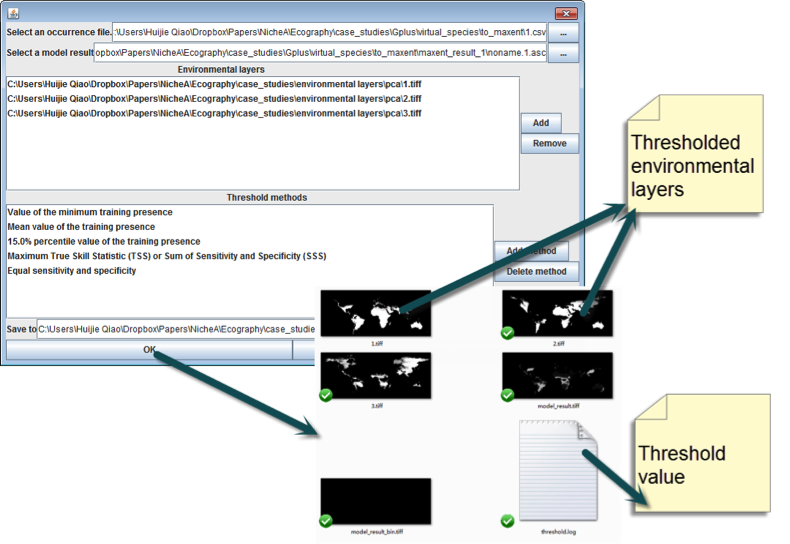 Select an occurrence file. :\Users\Huijie Qiao\Dropbox\Papers\NicheA\Ecography\case_studies\Gplus\virtual_species\to_maxent\1.csv ...
Select a model result opbox\Papers\NicheA\Ecography\case_studies\Gplus\virtual_species\to_maxent\maxent_result_1\noname.1.asc ...
Environmental layers
C:\Users\Huijie Qiao\Dropbox\Papers\NicheA\Ecography\case_studies\environmental layers\pca\1.tiff
C:\Users\Huijie Qiao\Dropbox\Papers\NicheA\Ecography\case_studies\environmental layers\pca\2.tiff
C:\Users\Huijie Qiao\Dropbox\Papers\NicheA\Ecography\case_studies\environmental layers\pca\3.tiff
Add
Remove
Thresholded
environmental
layers
Threshold methods
Value of the minimum training presence
Mean value of the training presence
15.0% percentile value of the training presence
Maximum True Skill Statistic (TSS) or Sum of Sensitivity and Specificity (SSS)
Equal sensitivity and specificity
Add method
Delete method
Save to C:\Users\Huijie Qiao\Dropbox\Papers\NicheA\Ecography\case_studie
OK
1.tiff
2.tiff
3.tiff
model_result.tiff
model_result_bin.tiff
threshold.log
Threshold
value